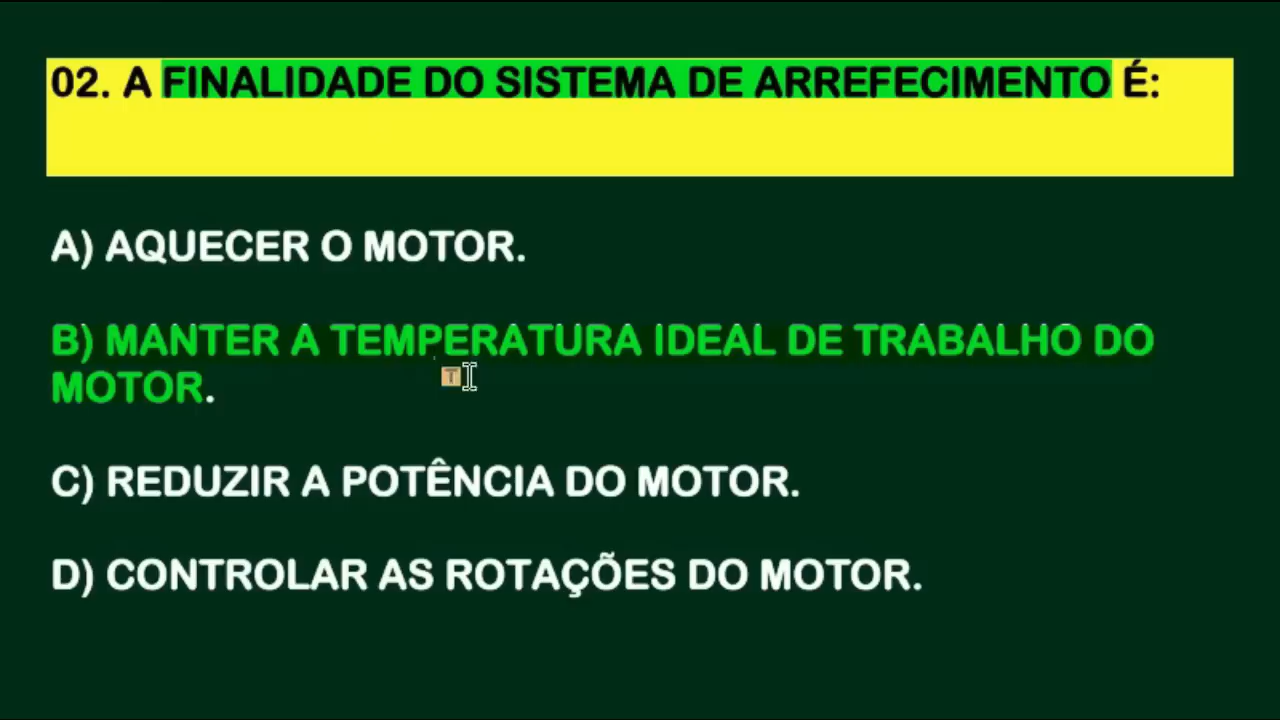 02. A FINALIDADE DO SISTEMA DE ARREFECIMENTO É:
A) AQUECER O MOTOR.
B) MANTER A TEMPERATURA IDEAL DE TRABALHO DO
MOTOR.
T
C) REDUZIR A POTÊNCIA DO MOTOR.
D) CONTROLAR AS ROTAÇÕES DO MOTOR.